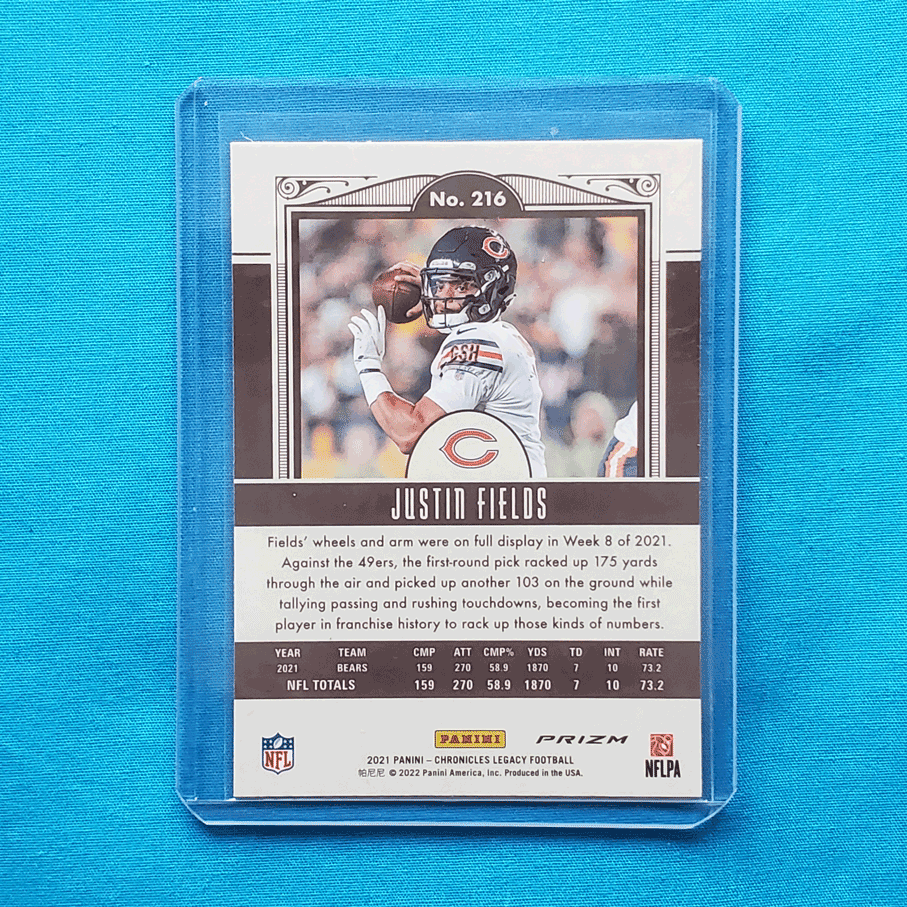 No. 216
GSH
JUSTIN FIELDS
Fields' wheels and arm were on full display in Week 8 of 2021.
Against the 49ers, the first-round pick racked up 175 yards
through the air and picked up another 103 on the ground while
tallying passing and rushing touchdowns, becoming the first
player in franchise history to rack up those kinds of numbers.
YEAR TEAM CMP ATT CMP% YDS TD INT RATE
2021 BEARS 159 270 58.9 1870 7 10 73.2
NFL TOTALS 159 270 58.9 1870 7 10 73.2
NFL
PANINI PRIZM
NFLPA
2021 PANINI – CHRONICLES LEGACY FOOTBALL
帕尼尼 © 2022 Panini America, Inc. Produced in the USA.